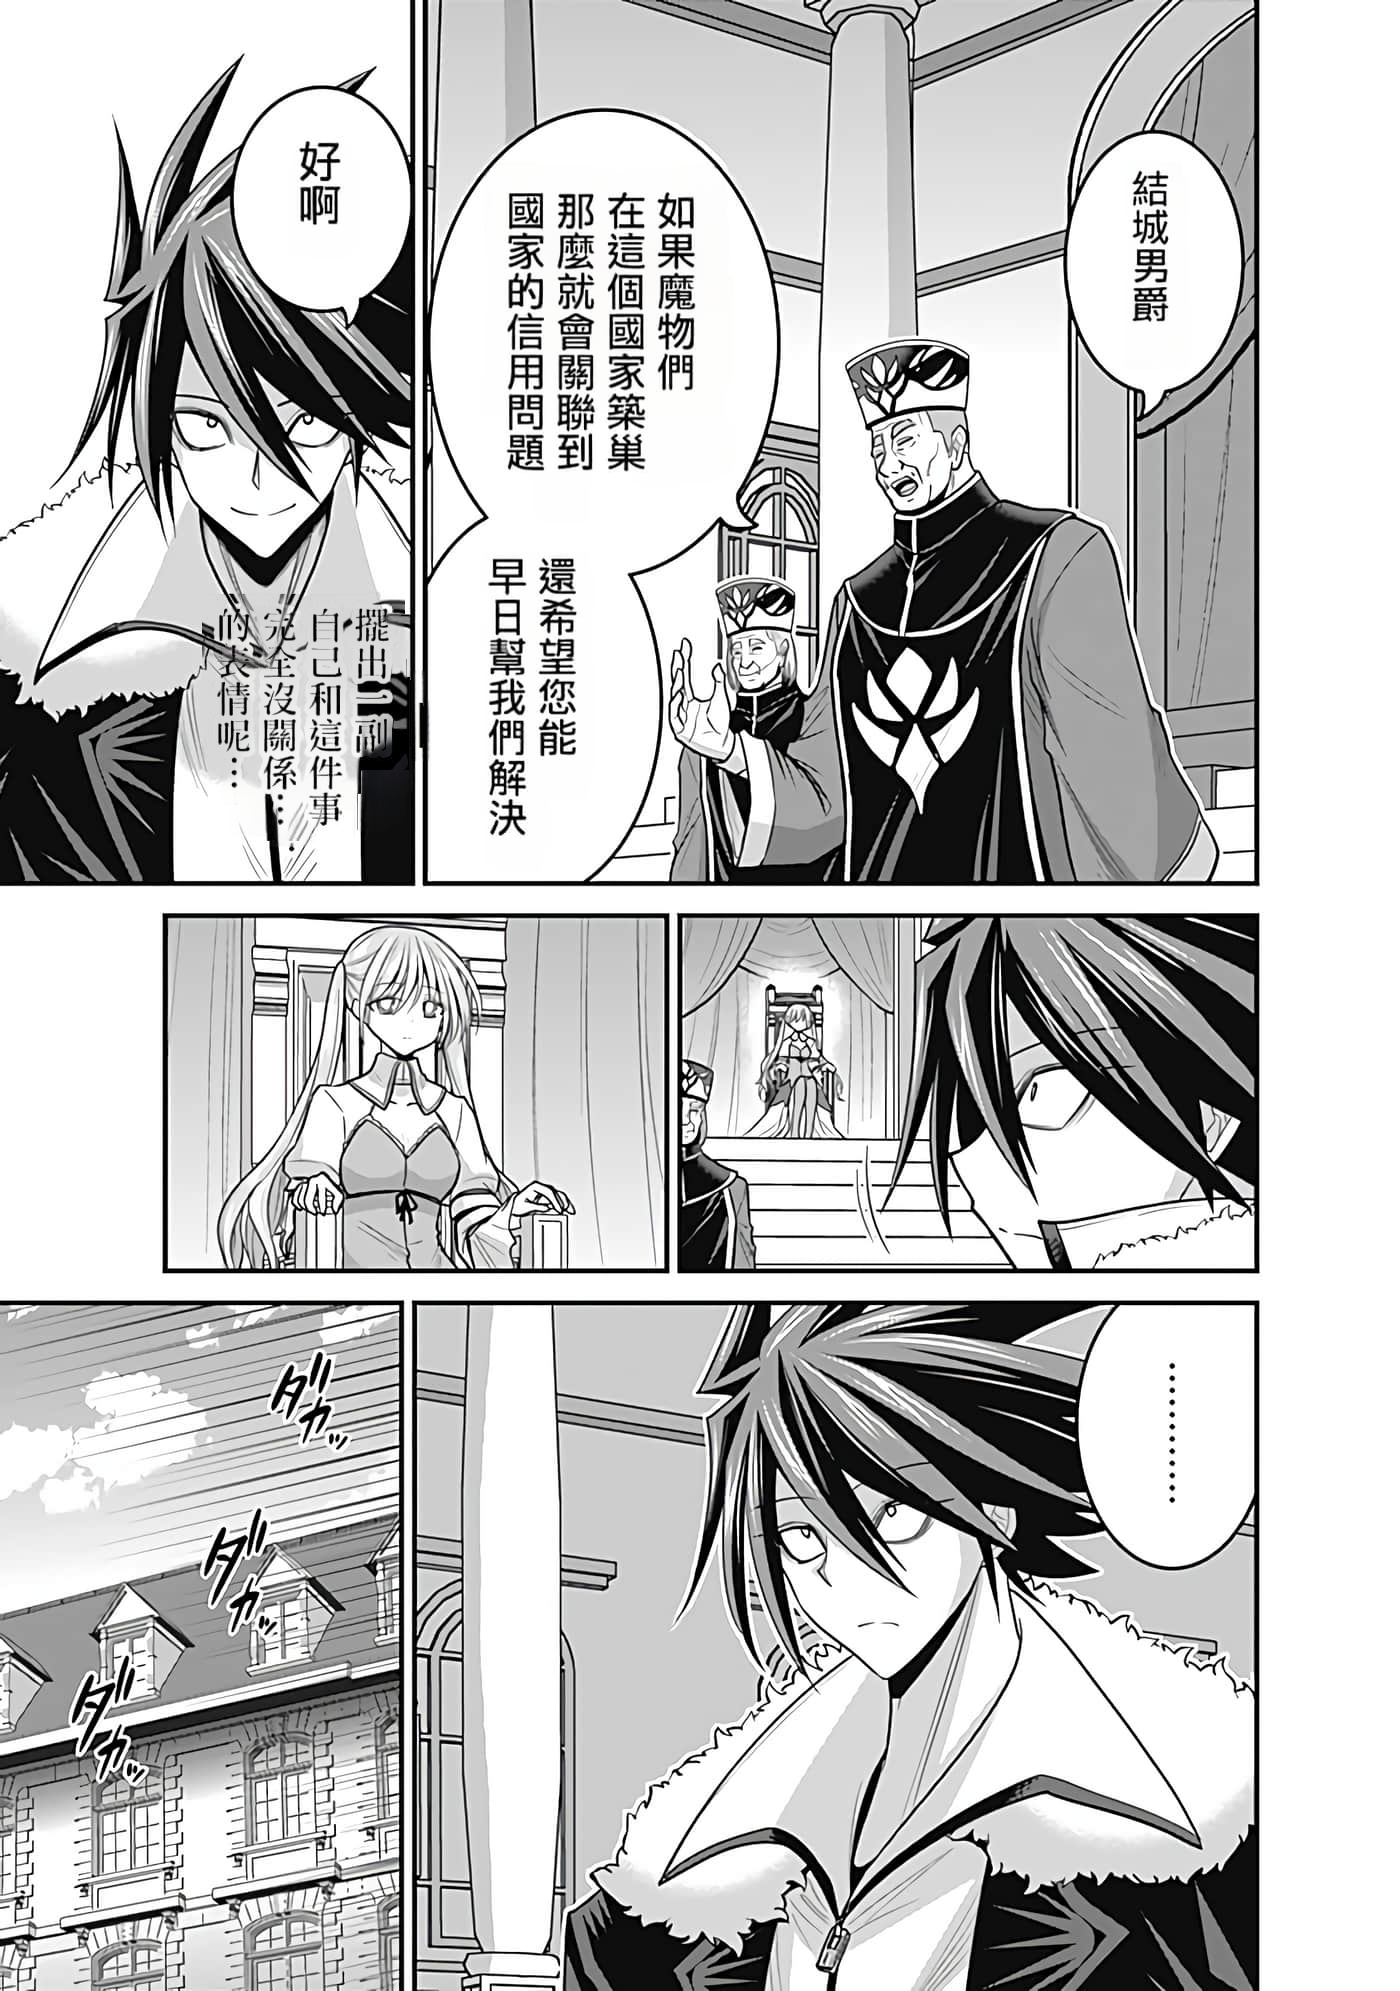 結城男爵
如果魔物們
在這個國家築巢
那麼就會關聯到
國家的信用問題
還希望您能
早日幫我們解決
好啊
擺出一副
自己和這件事
完全沒關係…
的表情呢…
………
ダカッ
ダカッ
ダカッ